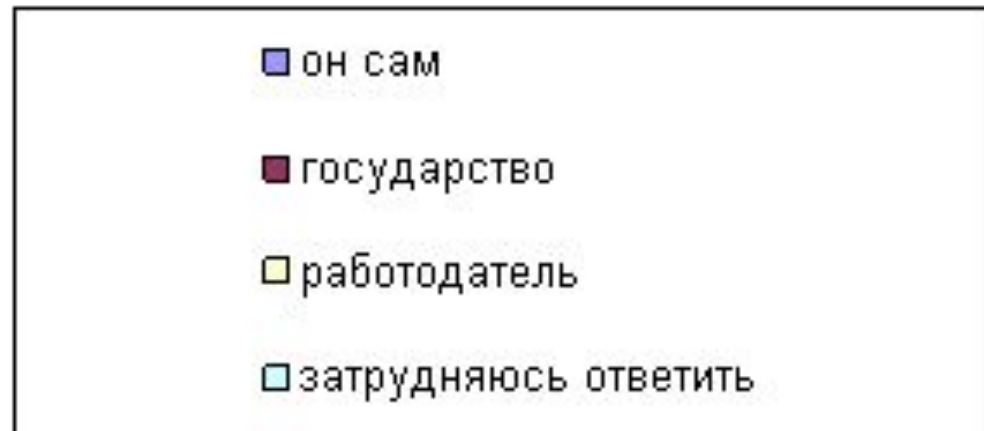 он сам
государство
работодатель
затрудняюсь ответить